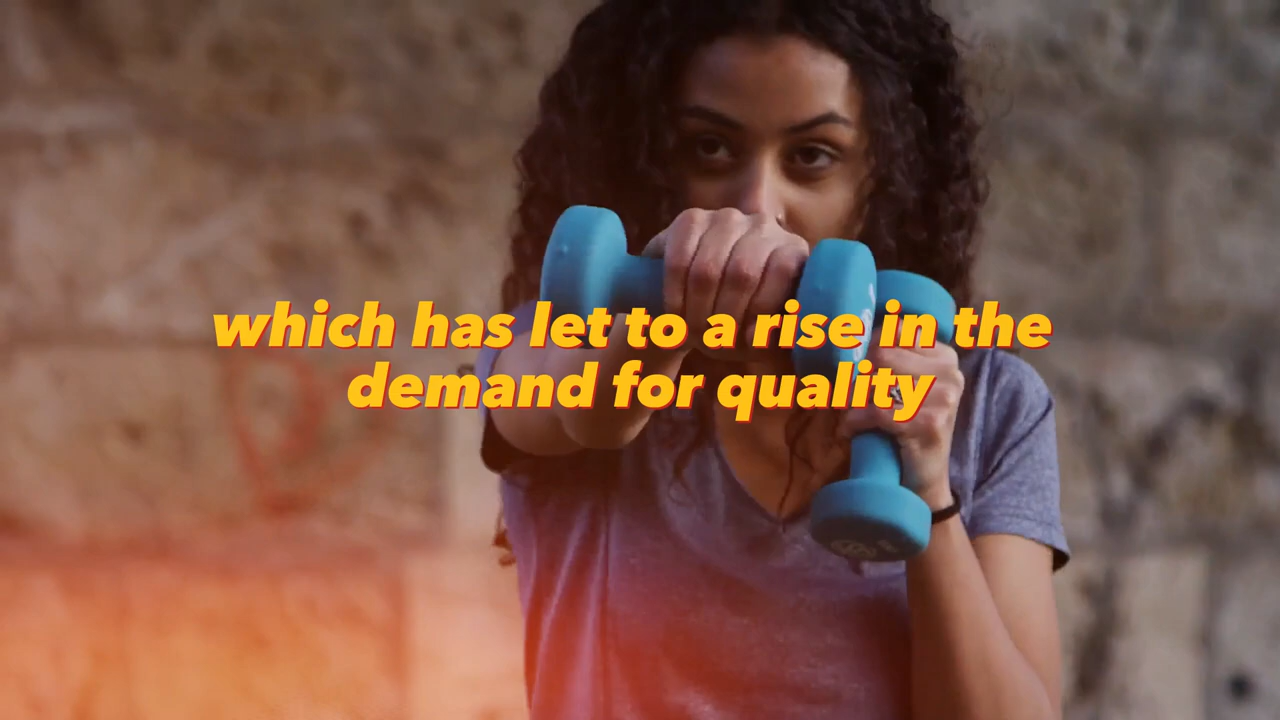 which has let to a rise in the
demand for quality